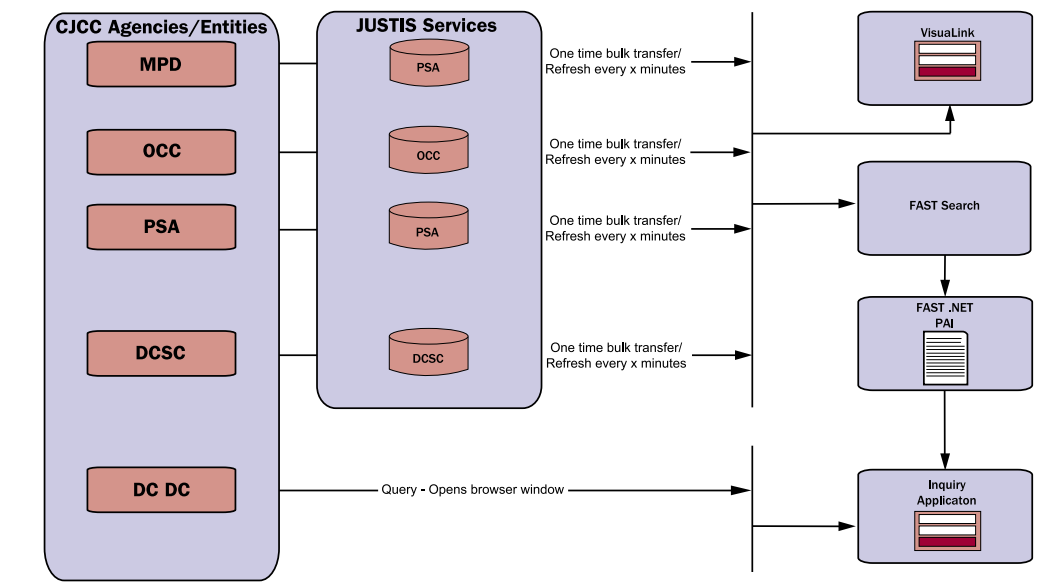 CJCC Agencies/Entities
MPD
OCC
PSA
DCSC
DC DC
JUSTIS Services
PSA
OCC
PSA
DCSC
One time bulk transfer/
Refresh every x minutes
One time bulk transfer/
Refresh every x minutes
One time bulk transfer/
Refresh every x minutes
One time bulk transfer/
Refresh every x minutes
Query - Opens browser window
VisuaLink
FAST Search
FAST .NET
PAI
Inquiry
Applicaton